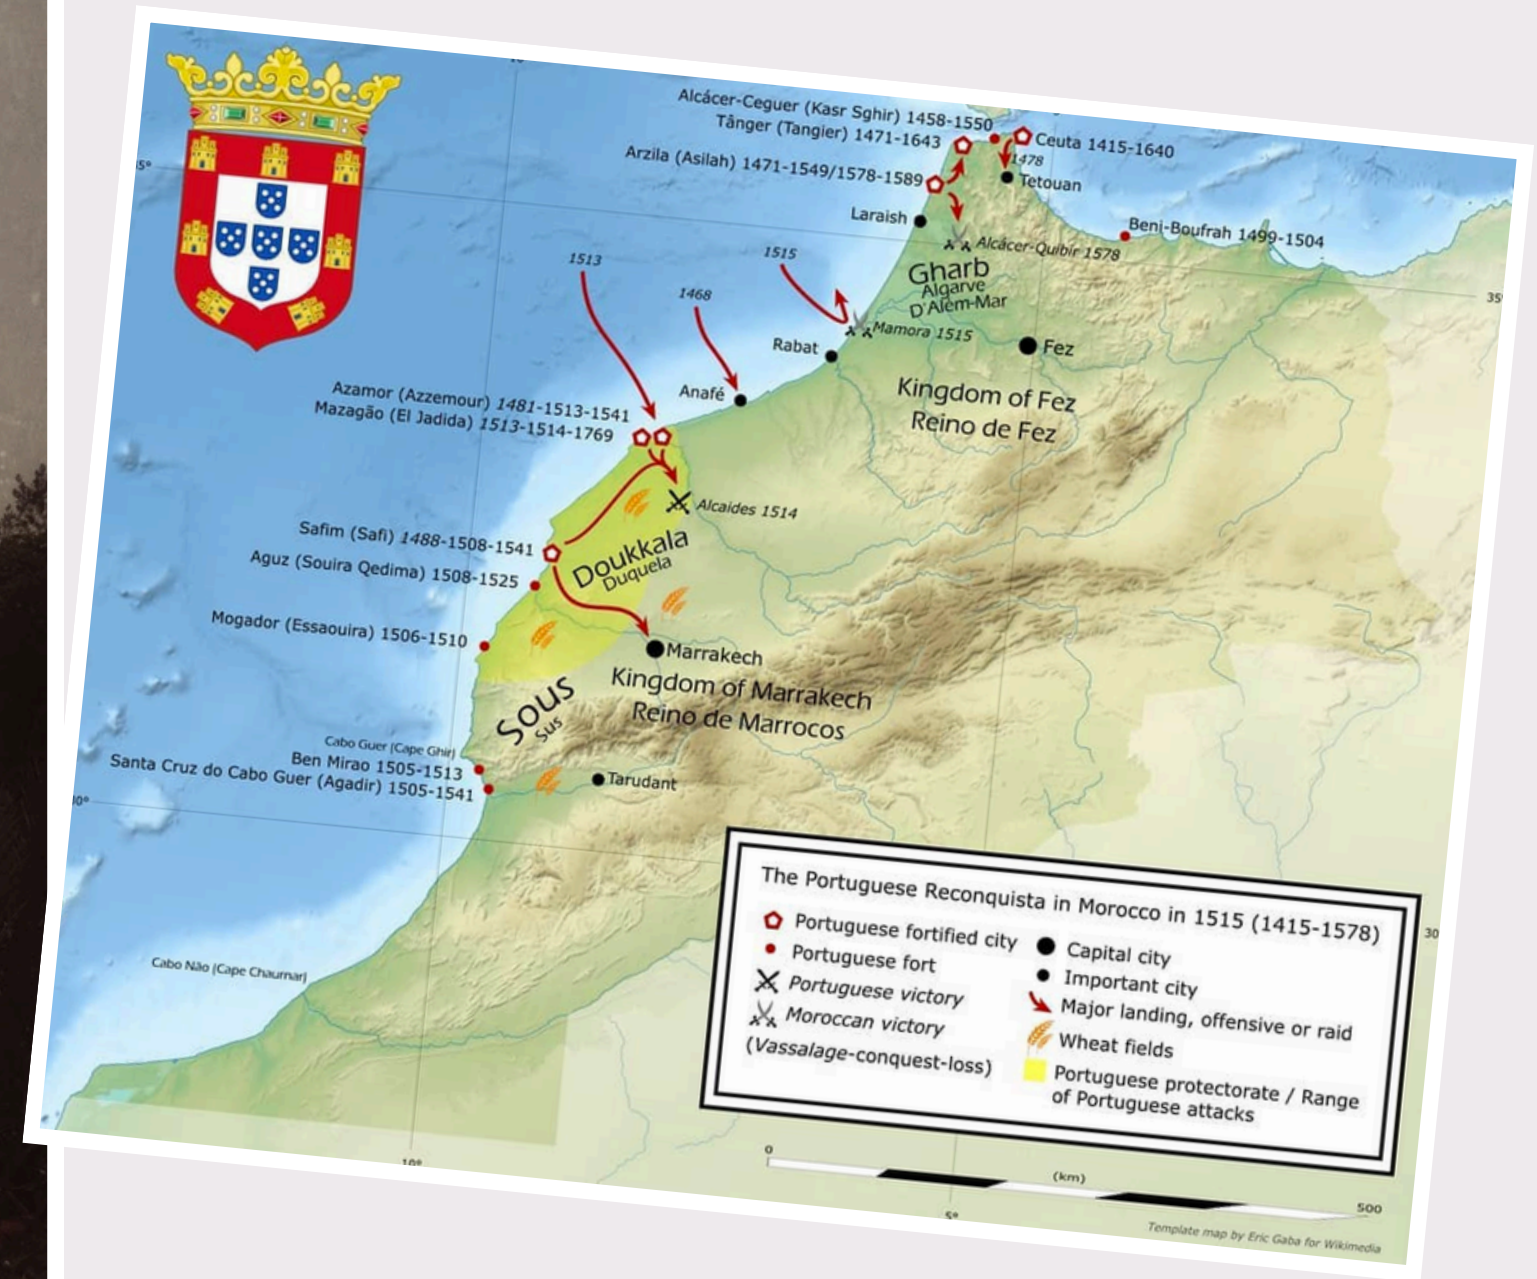 Alcácer-Ceguer (Kasr Sghir) 1458-1550
Tânger (Tangier) 1471-1643
Ceuta 1415-1640
Arzila (Asilah) 1471-1549/1578-1589
1478
Tetouan
Laraish
Beni-Boufrah 1499-1504
Alcácer-Quibir 1578
1513
1515
1468
Gharb
Algarve
D'Além-Mar
35°
Mamora 1515
Rabat
Fez
Anafé
Kingdom of Fez
Reino de Fez
Azamor (Azzemour) 1481-1513-1541
Mazagão (El Jadida) 1513-1514-1769
Alcaides 1514
Safim (Safi) 1488-1508-1541
Doukkala
Duquela
Aguz (Souira Qedima) 1508-1525
Mogador (Essaouira) 1506-1510
Marrakech
Kingdom of Marrakech
Reino de Marrocos
Sous
Sus
Cabo Guer (Cape Ghir)
Ben Mirao 1505-1513
Santa Cruz do Cabo Guer (Agadir) 1505-1541
Tarudant
Cabo Não (Cape Chaunar)
The Portuguese Reconquista in Morocco in 1515 (1415-1578)
Portuguese fortified city
Portuguese fort
Portuguese victory
Moroccan victory
(Vassalage-conquest-loss)
Capital city
Important city
Major landing, offensive or raid
Wheat fields
Portuguese protectorate / Range
of Portuguese attacks
30
10°
5°
0
(km)
500
Template map by Eric Gaba for Wikimedia